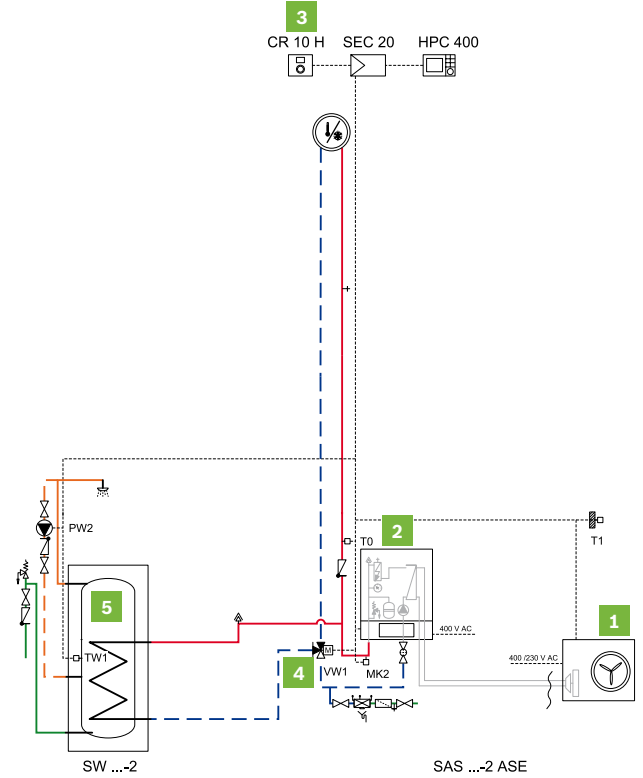 3
CR 10 H SEC 20 HPC 400
PW2
T0
2
T1
400 V AC
5
1
400 /230 V AC
TW1
4
M
VW1
MK2
SW ...-2
SAS ...-2 ASE